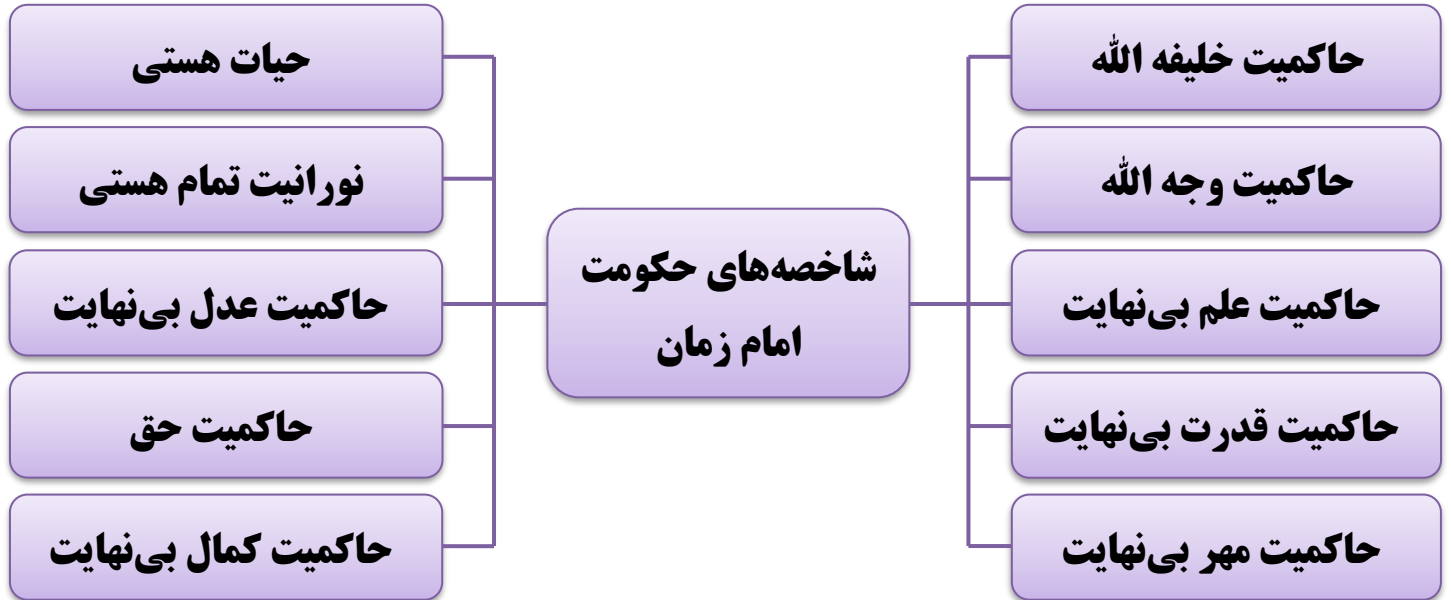 حاکمیت خلیفه الله
حاکمیت وجه الله
حاکمیت علم بی‌نهایت
حاکمیت قدرت بی‌نهایت
حاکمیت مهر بی‌نهایت
شاخصه‌های حکومت
امام زمان
حیات هستی
نورانیت تمام هستی
حاکمیت عدل بی‌نهایت
حاکمیت حق
حاکمیت کمال بی‌نهایت